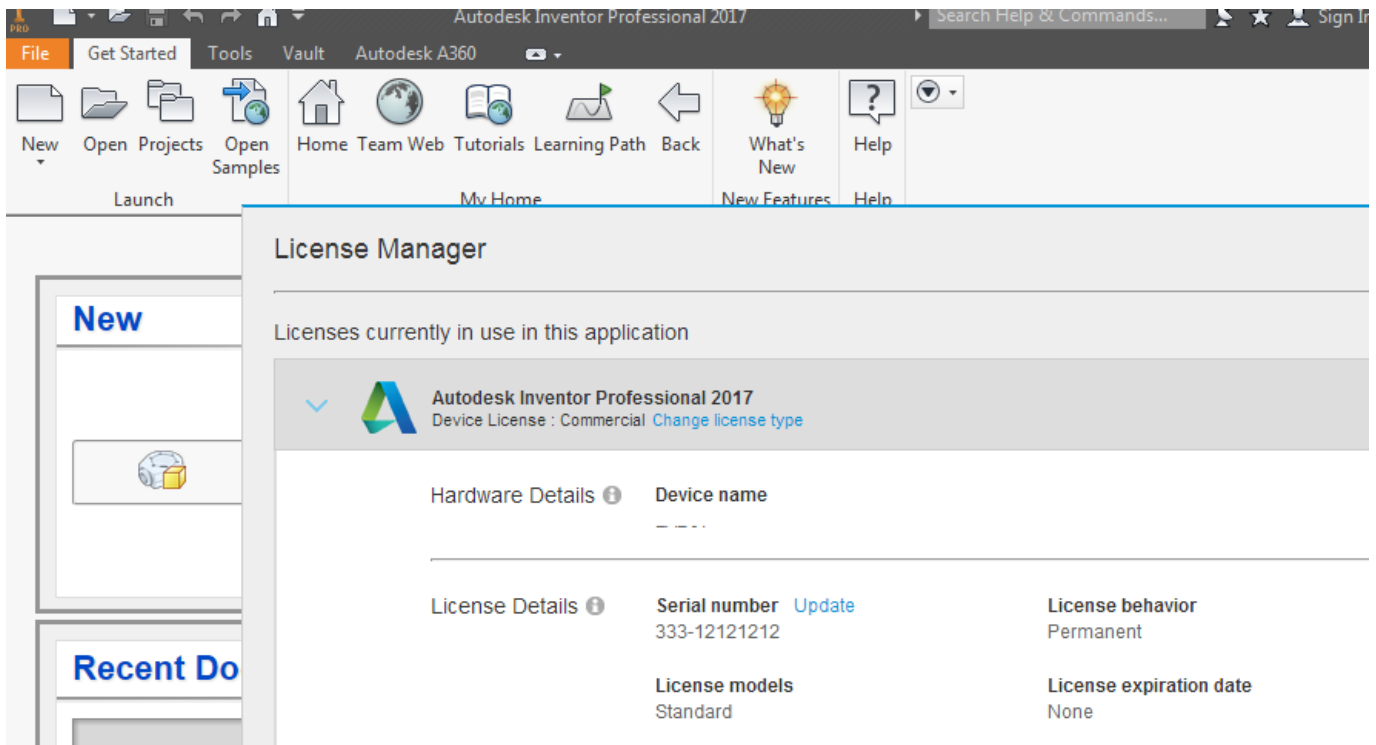 PRO
Autodesk Inventor Professional 2017
Search Help & Commands...
File Get Started Tools Vault Autodesk A360
New Open Projects Open Samples Home Team Web Tutorials Learning Path Back What's New Help
Launch My Home New Features Help
License Manager
Licenses currently in use in this application
New
Autodesk Inventor Professional 2017
Device License : Commercial Change license type
Hardware Details Device name
License Details Serial number Update License behavior
333-12121212 Permanent
Recent Do
License models License expiration date
Standard None